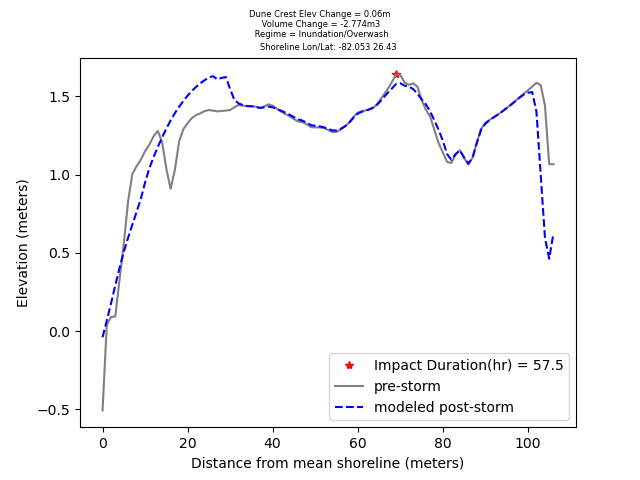 Dune Crest Elev Change = 0.06m
Volume Change = -2.774m3
Regime = Inundation/Overwash
Shoreline Lon/Lat: -82.053 26.43
1.5
1.0
0.5
0.0
−0.5
Elevation (meters)
Impact Duration(hr) = 57.5
pre-storm
modeled post-storm
0 20 40 60 80 100
Distance from mean shoreline (meters)